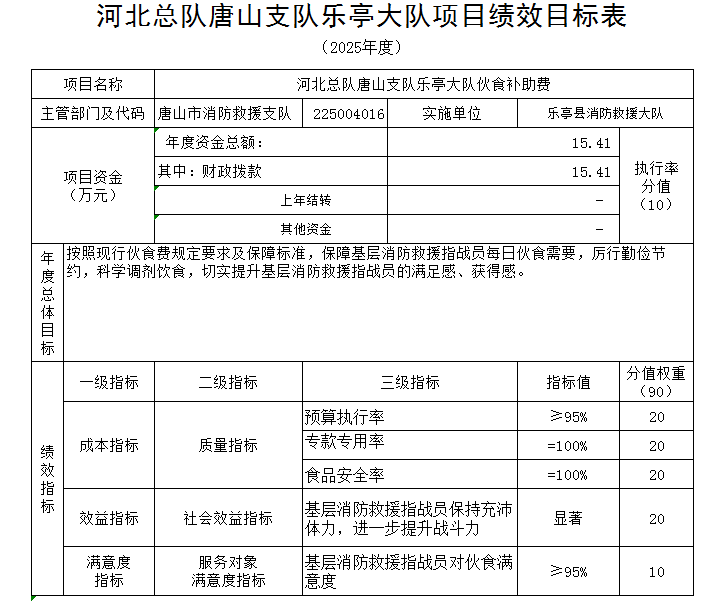 河北总队唐山支队乐亭大队项目绩效目标表
（2025年度）
项目名称 河北总队唐山支队乐亭大队伙食补助费
主管部门及代码 唐山市消防救援支队 225004016 实施单位 乐亭县消防救援大队
项目资金
（万元）
年度资金总额： 15.41
其中：财政拨款 15.41
上年结转 -
其他资金 -
执行率
分值
（10）
年度总体目标
按照现行伙食费规定要求及保障标准，保障基层消防救援指战员每日伙食需要，厉行勤俭节
约，科学调剂饮食，切实提升基层消防救援指战员的满足感、获得感。
绩效指标
一级指标 二级指标 三级指标 指标值 分值权重
（90）
成本指标 质量指标 预算执行率 ≥95% 20
专款专用率 =100% 20
食品安全率 =100% 20
效益指标 社会效益指标 基层消防救援指战员保持充沛
体力，进一步提升战斗力 显著 20
满意度
指标
服务对象
满意度指标
基层消防救援指战员对伙食满
意度
≥95% 10